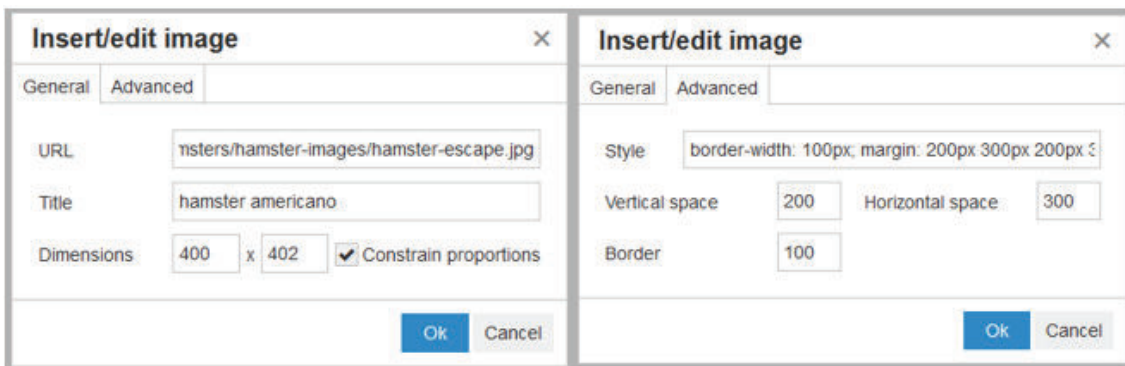 Insert/edit image ×
General Advanced
URL nsters/hamster-images/hamster-escape.jpg
Title hamster americano
Dimensions 400 x 402 Constrain proportions
Ok Cancel
Insert/edit image ×
General Advanced
Style border-width: 100px; margin: 200px 300px 200px 3
Vertical space 200 Horizontal space 300
Border 100
Ok Cancel